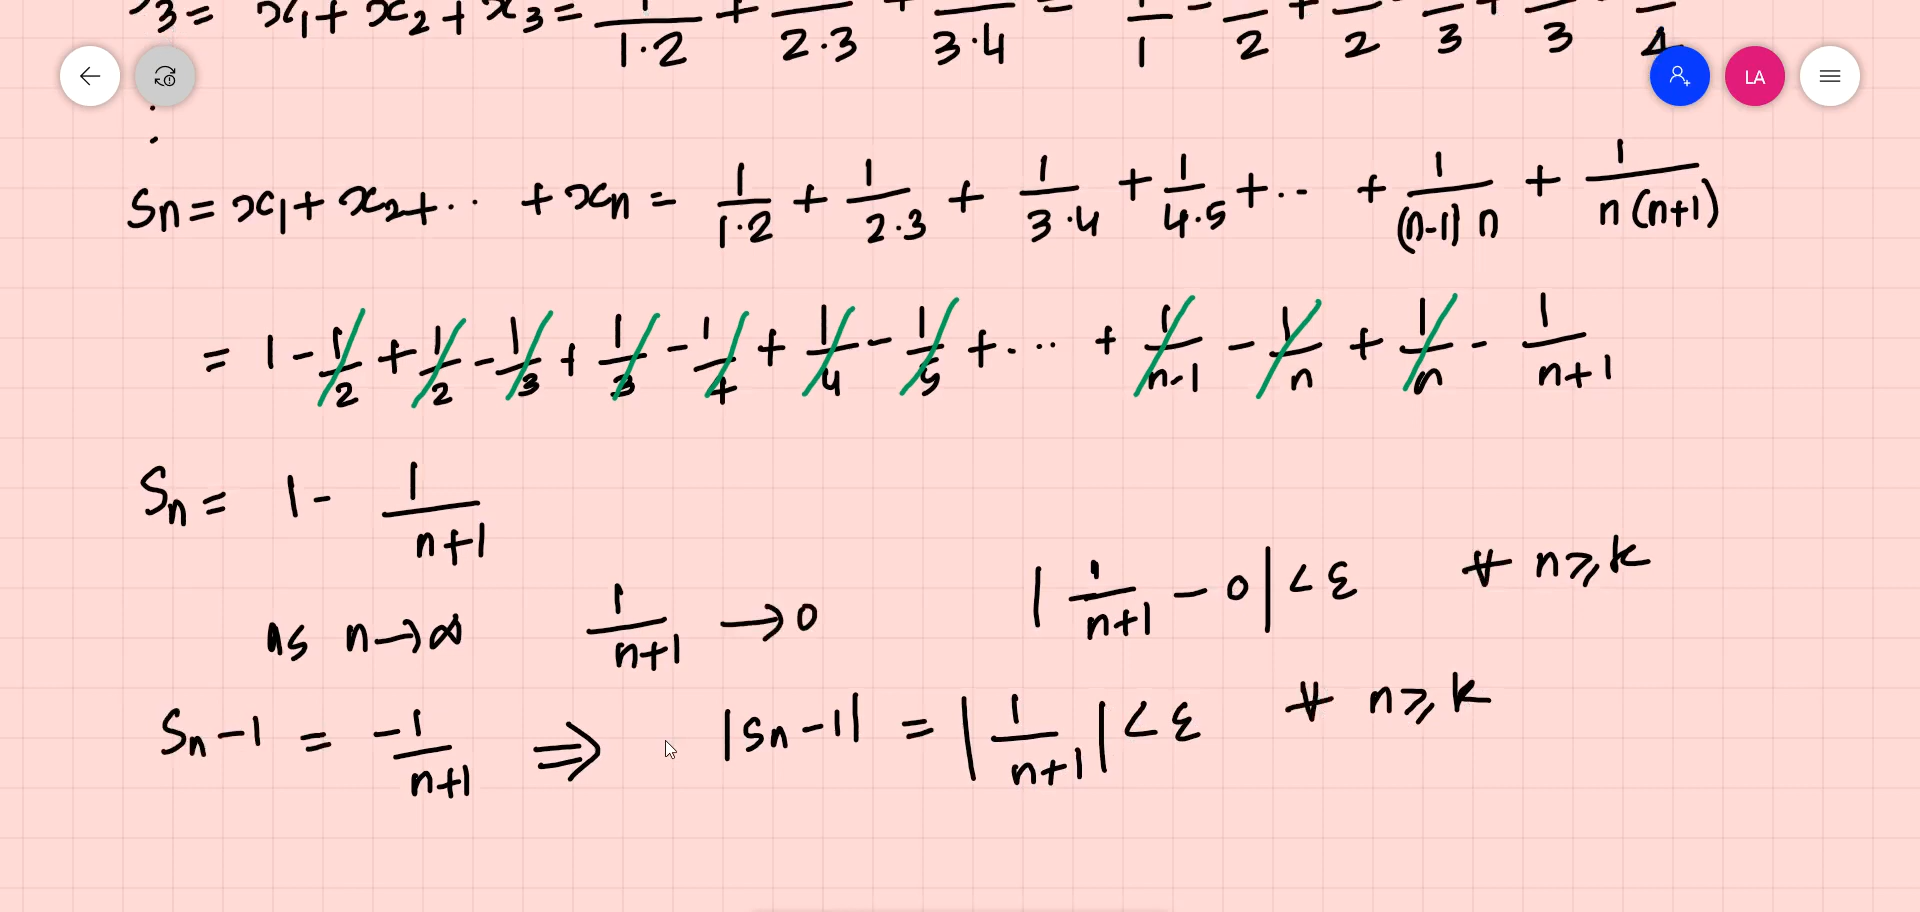 S3 = x1 + x2 + x3 = 1/1·2 + 1/2·3 + 1/3·4 = 1/1 - 1/2 + 1/2 - 1/3 + 1/3 - 1/4
LA
Sn = x1 + x2 + ·· + xn = 1/1·2 + 1/2·3 + 1/3·4 + 1/4·5 + ··· + 1/(n-1) n + 1/n(n+1)
= 1 - 1/2 + 1/2 - 1/3 + 1/3 - 1/4 + 1/4 - 1/5 + ··· + 1/n-1 - 1/n + 1/n - 1/n+1
Sn = 1 - 1/n+1
as n → ∞ 1/n+1 → 0 |1/n+1 - 0| < ε ∀ n ≥ k
Sn - 1 = -1/n+1 ⇒ |Sn - 1| = |1/n+1| < ε ∀ n ≥ k